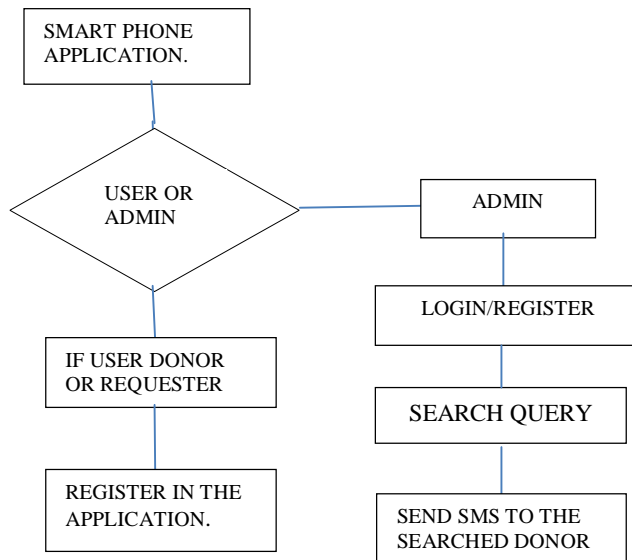 SMART PHONE
APPLICATION.
USER OR
ADMIN
ADMIN
LOGIN/REGISTER
IF USER DONOR
OR REQUESTER
SEARCH QUERY
REGISTER IN THE
APPLICATION.
SEND SMS TO THE
SEARCHED DONOR